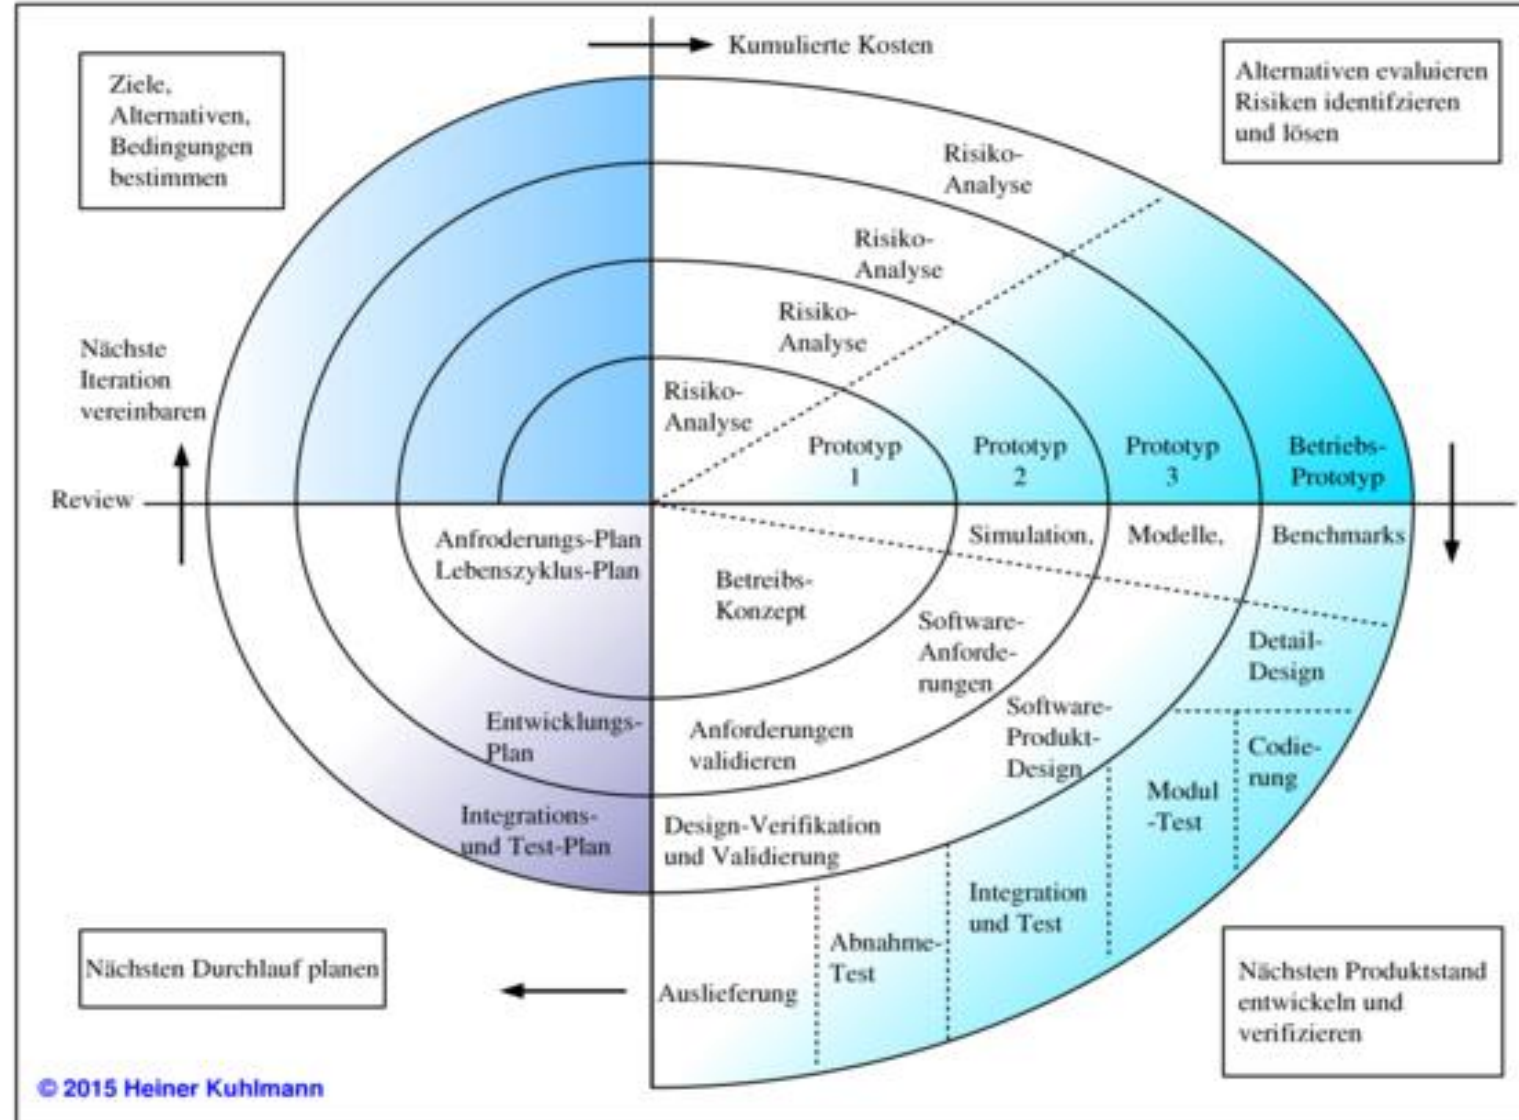 Kumulierte Kosten
Ziele,
Alternativen,
Bedingungen
bestimmen
Alternativen evaluieren
Risiken identifzieren
und lösen
Risiko-
Analyse
Risiko-
Analyse
Risiko-
Analyse
Risiko-
Analyse
Nächste
Iteration
vereinbaren
Prototyp
1
Prototyp
2
Prototyp
3
Betriebs-
Prototyp
Review
Anfroderungs-Plan
Lebenszyklus-Plan
Betreibs-
Konzept
Simulation,
Modelle,
Benchmarks
Software-
Anforde-
rungen
Detail-
Design
Entwicklungs-
Plan
Anforderungen
validieren
Software-
Produkt-
Design
Codie-
rung
Modul
-Test
Integrations-
und Test-Plan
Design-Verifikation
und Validierung
Integration
und Test
Abnahme-
Test
Auslieferung
Nächsten Durchlauf planen
Nächsten Produktstand
entwickeln und
verifizieren
© 2015 Heiner Kuhlmann